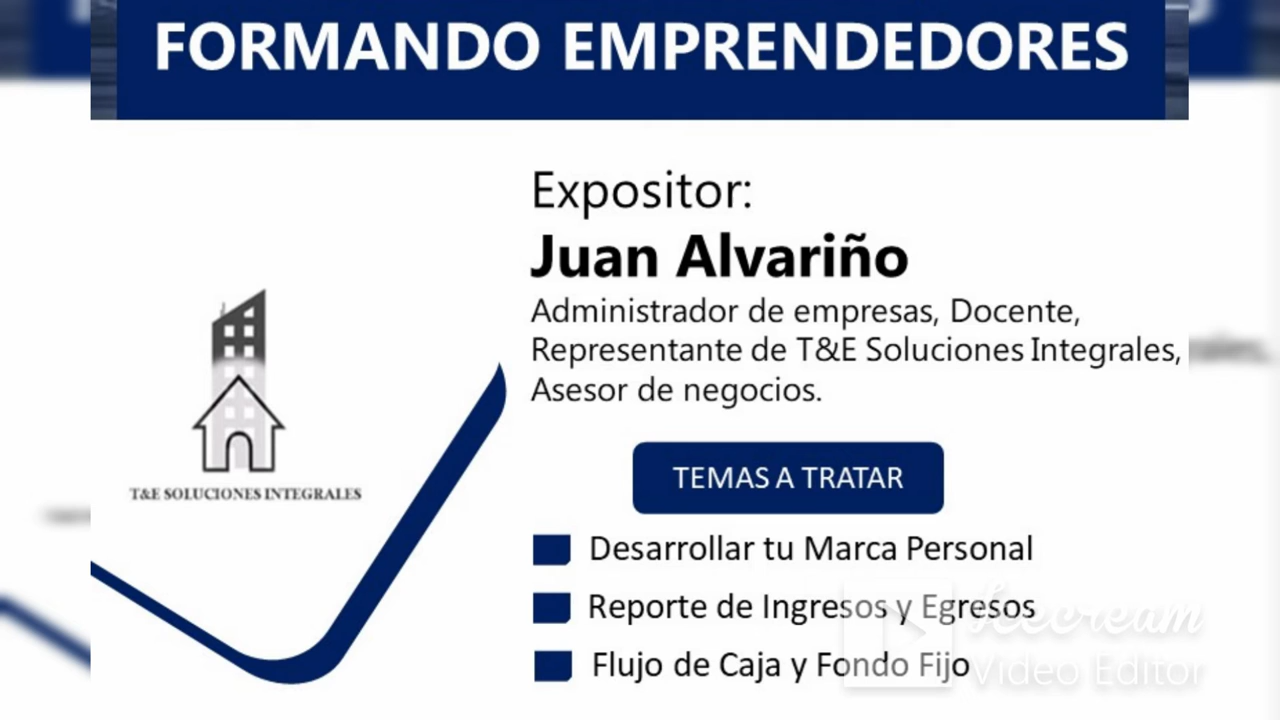 FORMANDO EMPRENDEDORES
Expositor:
Juan Alvariño
Administrador de empresas, Docente,
Representante de T&E Soluciones Integrales,
Asesor de negocios.
T&E SOLUCIONES INTEGRALES
TEMAS A TRATAR
Desarrollar tu Marca Personal
Reporte de Ingresos y Egresos
Flujo de Caja y Fondo Fijo
Icecream
Video Editor